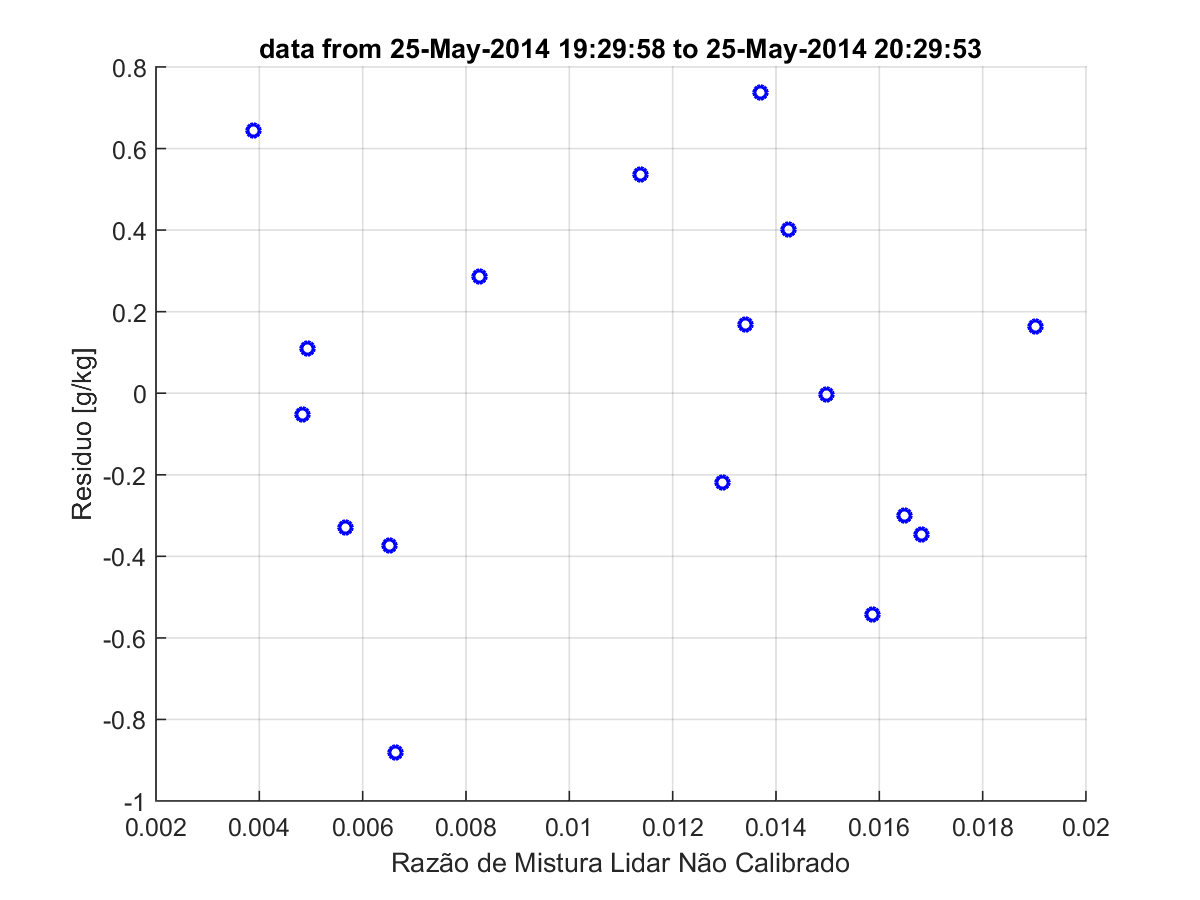 data from 25-May-2014 19:29:58 to 25-May-2014 20:29:53
0.8
0.6
0.4
0.2
0
-0.2
-0.4
-0.6
-0.8
-1
Residuo [g/kg]
0.002 0.004 0.006 0.008 0.01 0.012 0.014 0.016 0.018 0.02
Razão de Mistura Lidar Não Calibrado